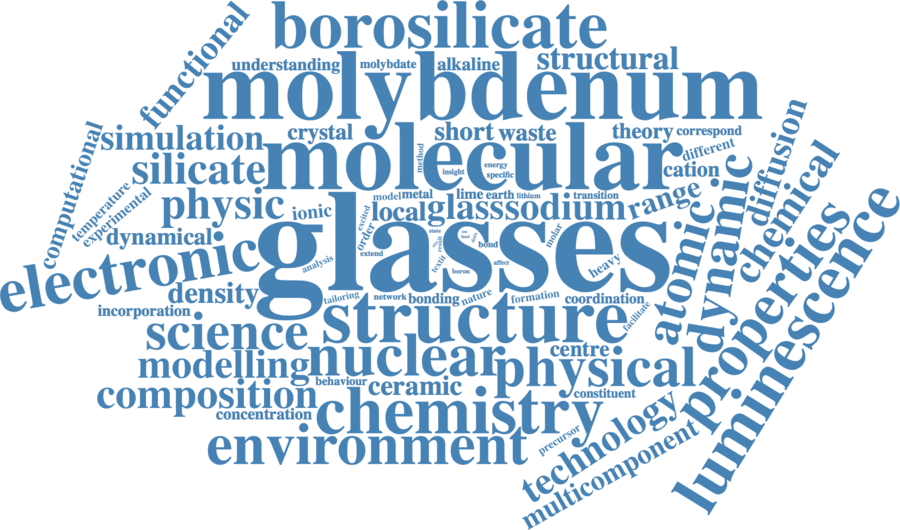 borosilicate
functional
understanding
molybdate
alkaline
structural
molybdenum
simulation
crystal
short
waste
theory
correspond
computational
silicate
molecular
method
insight
energy
specific
different
cation
diffusion
temperature
experimental
physic
ionic
model
metal
lime
earth
lithium
transition
local
glass
sodium
range
dynamical
excited
order
extend
state
result
bond
molar
textit
boron
affect
heavy
glasses
analysis
electronic
atomic
dynamic
chemical
density
tailoring
network
bonding
nature
formation
coordination
facilitate
incorporation
science
structure
properties
luminescence
modelling
nuclear
centre
physical
behaviour
ceramic
constituent
composition
concentration
chemistry
environment
precursor
technology
multicomponent